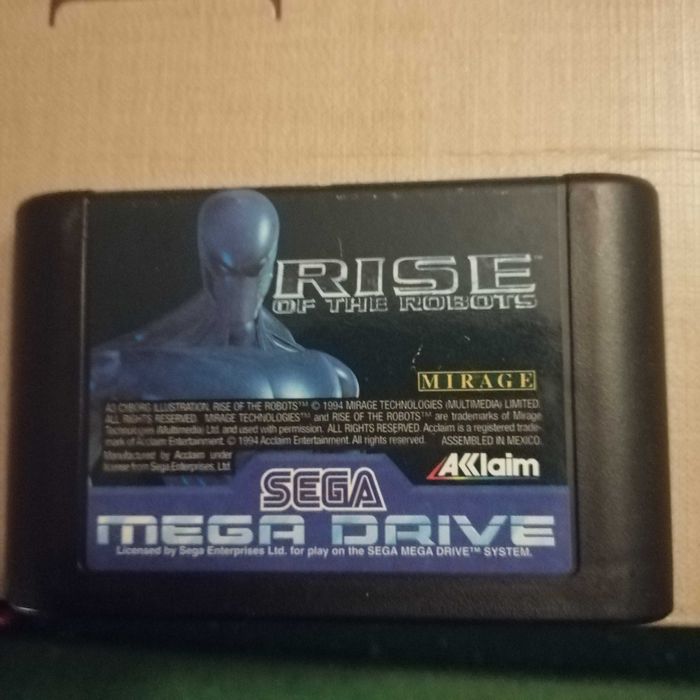 RISE™
OF THE ROBOTS
MIRAGE
A3 CYBORG ILLUSTRATION, RISE OF THE ROBOTS™ © 1994 MIRAGE TECHNOLOGIES (MULTIMEDIA) LIMITED.
ALL RIGHTS RESERVED. MIRAGE TECHNOLOGIES™ and RISE OF THE ROBOTS™ are trademarks of Mirage
Technologies (Multimedia) Ltd. and used with permission. ALL RIGHTS RESERVED. Acclaim is a registered trade-
mark of Acclaim Entertainment. © 1994 Acclaim Entertainment. All rights reserved. ASSEMBLED IN MEXICO.
Manufactured by Acclaim under
license from Sega Enterprises, Ltd.
AKlaim
SEGA
MEGA DRIVE
Licensed by Sega Enterprises Ltd. for play on the SEGA MEGA DRIVE™ SYSTEM.